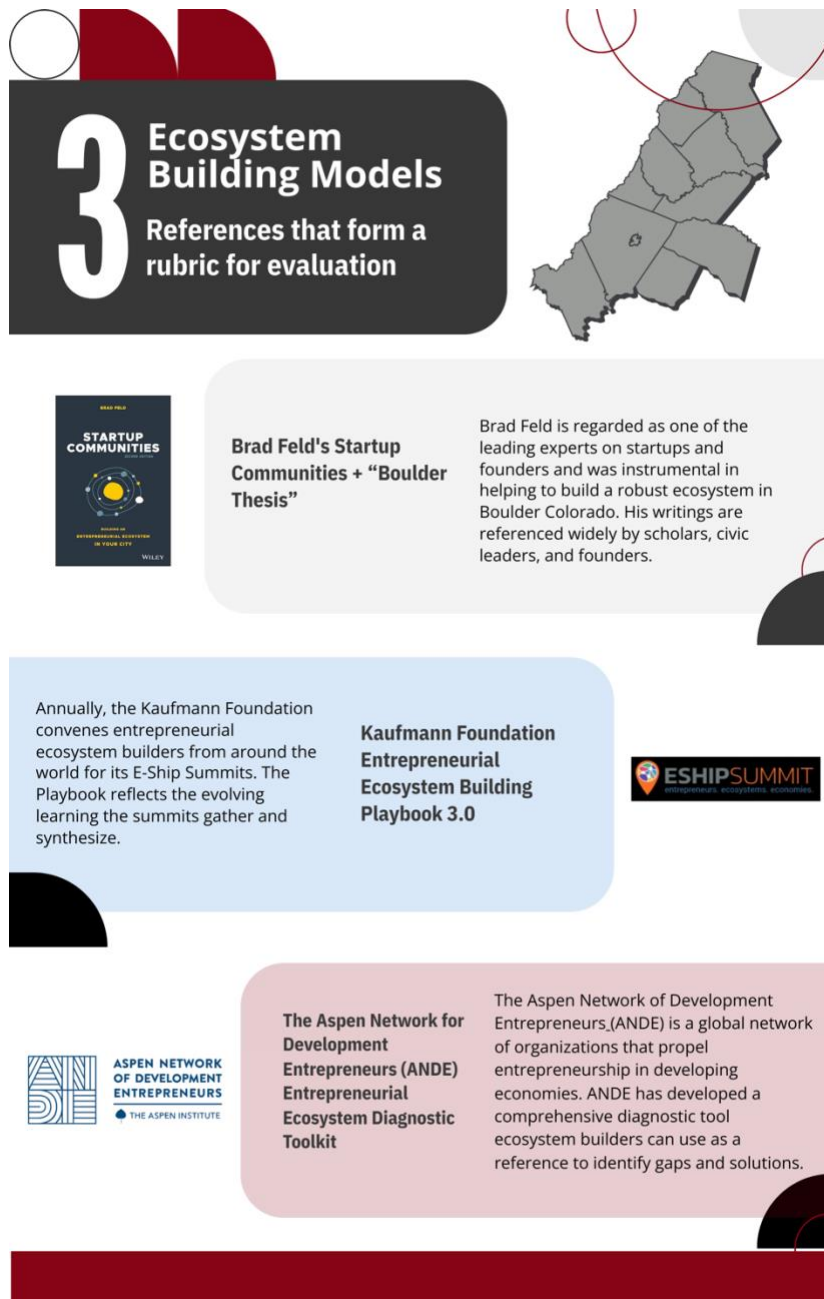 3
Ecosystem
Building Models
References that form a
rubric for evaluation
BRAD FELD
STARTUP
COMMUNITIES
SECOND EDITION
BUILDING AN
ENTREPRENEURIAL ECOSYSTEM
IN YOUR CITY
WILEY
Brad Feld's Startup
Communities + “Boulder
Thesis”
Brad Feld is regarded as one of the
leading experts on startups and
founders and was instrumental in
helping to build a robust ecosystem in
Boulder Colorado. His writings are
referenced widely by scholars, civic
leaders, and founders.
Annually, the Kaufmann Foundation
convenes entrepreneurial
ecosystem builders from around the
world for its E-Ship Summits. The
Playbook reflects the evolving
learning the summits gather and
synthesize.
Kaufmann Foundation
Entrepreneurial
Ecosystem Building
Playbook 3.0
ESHIPSUMMIT
entrepreneurs. ecosystems. economies.
ANDE
ASPEN NETWORK
OF DEVELOPMENT
ENTREPRENEURS
THE ASPEN INSTITUTE
The Aspen Network for
Development
Entrepreneurs (ANDE)
Entrepreneurial
Ecosystem Diagnostic
Toolkit
The Aspen Network of Development
Entrepreneurs (ANDE) is a global network
of organizations that propel
entrepreneurship in developing
economies. ANDE has developed a
comprehensive diagnostic tool
ecosystem builders can use as a
reference to identify gaps and solutions.